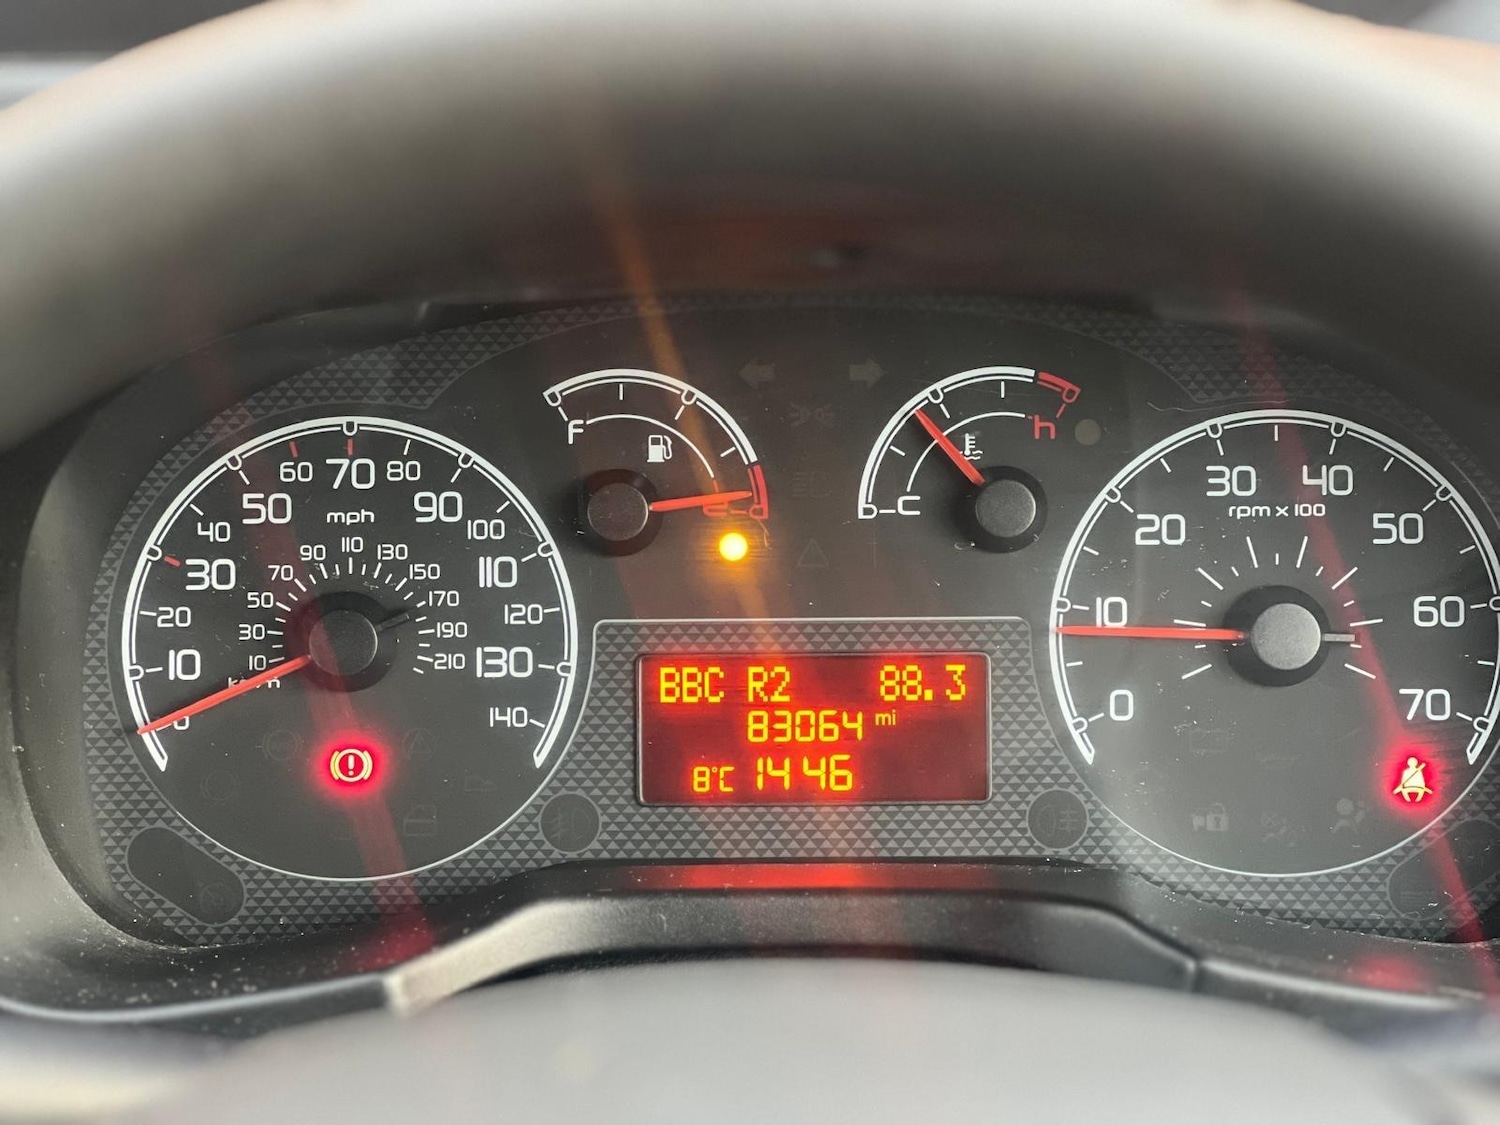 60 70 80
50 90
40 mph 100
30 110
20 120
10 130
0 140
90 110 130
70 150
50 170
30 190
10 210
km/h
F
e
h
C
30 40
rpm x 100
20 50
10 60
0 70
BBC R2 88.3
83064 mi
8°C 14 46